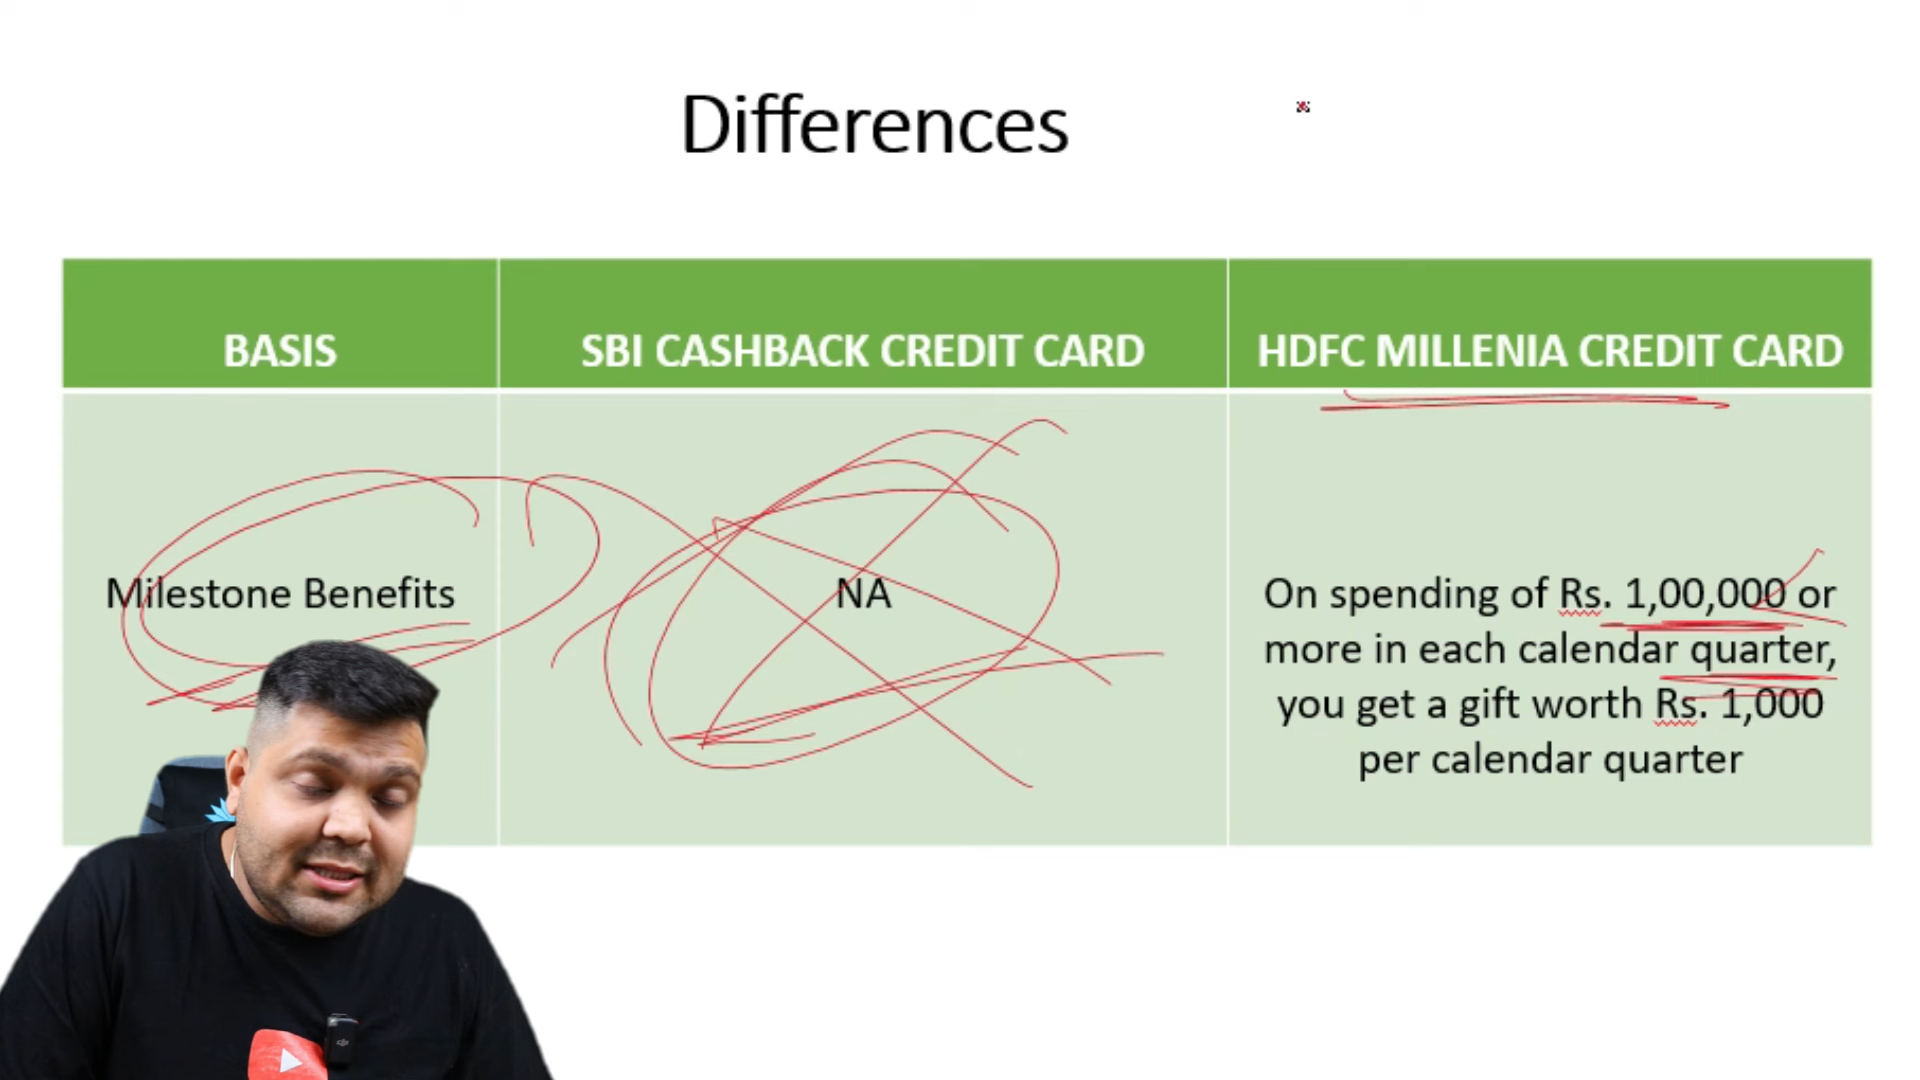 Differences
BASIS
SBI CASHBACK CREDIT CARD
HDFC MILLENIA CREDIT CARD
Milestone Benefits
NA
On spending of Rs. 1,00,000 or
more in each calendar quarter,
you get a gift worth Rs. 1,000
per calendar quarter